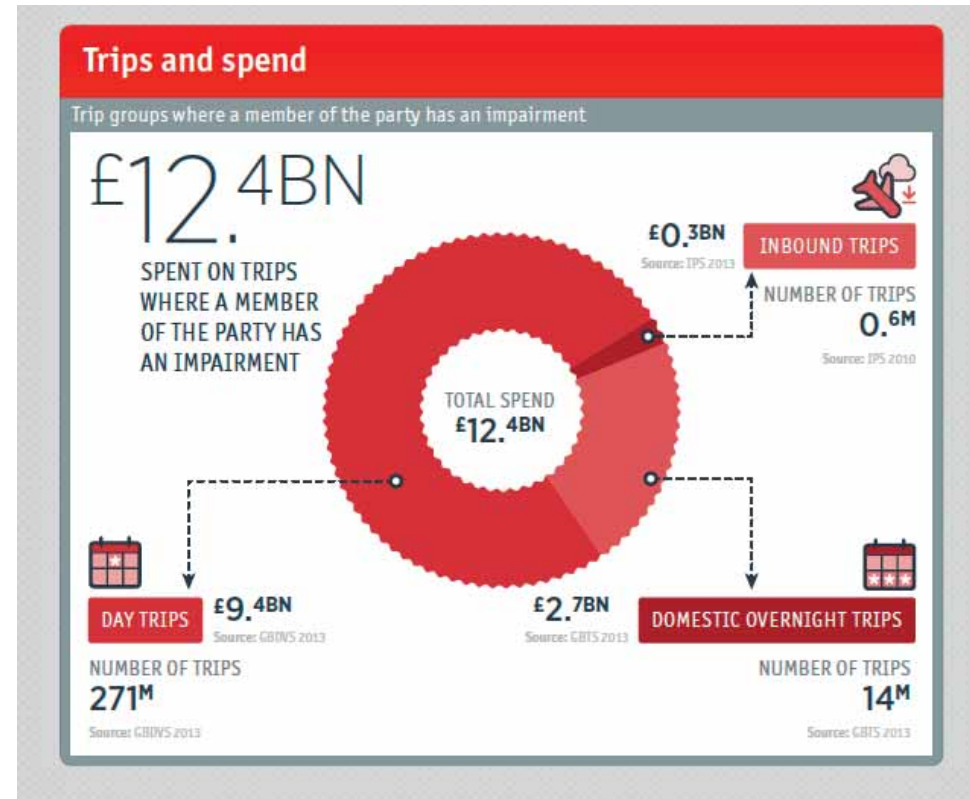 Trips and spend
Trip groups where a member of the party has an impairment
£12.4BN
SPENT ON TRIPS
WHERE A MEMBER
OF THE PARTY HAS
AN IMPAIRMENT
£0.3BN
Source: IPS 2013
INBOUND TRIPS
NUMBER OF TRIPS
0.6M
Source: IPS 2010
TOTAL SPEND
£12.4BN
DAY TRIPS
£9.4BN
Source: GBDVS 2013
NUMBER OF TRIPS
271M
Source: GBDVS 2013
£2.7BN
Source: GBTS 2013
DOMESTIC OVERNIGHT TRIPS
NUMBER OF TRIPS
14M
Source: GBTS 2013